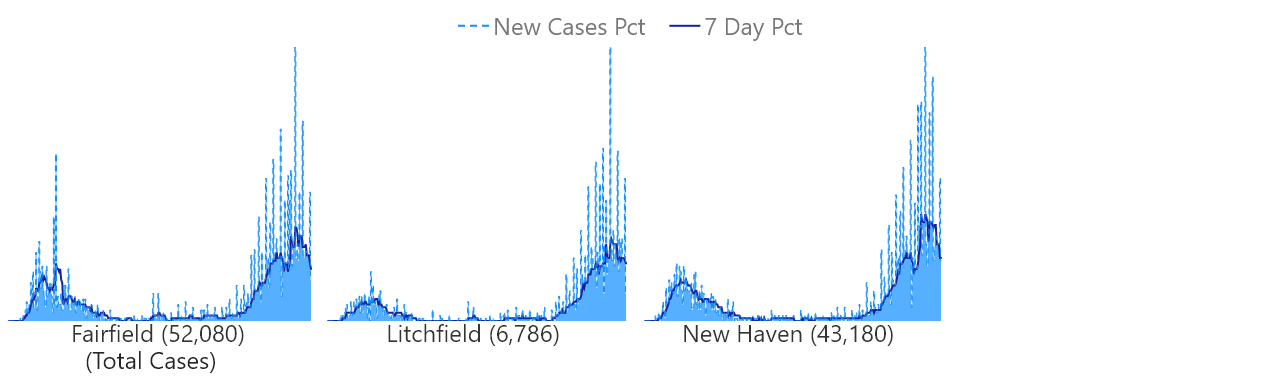 New Cases Pct 7 Day Pct
Fairfield (52,080) Litchfield (6,786) New Haven (43,180)
(Total Cases)